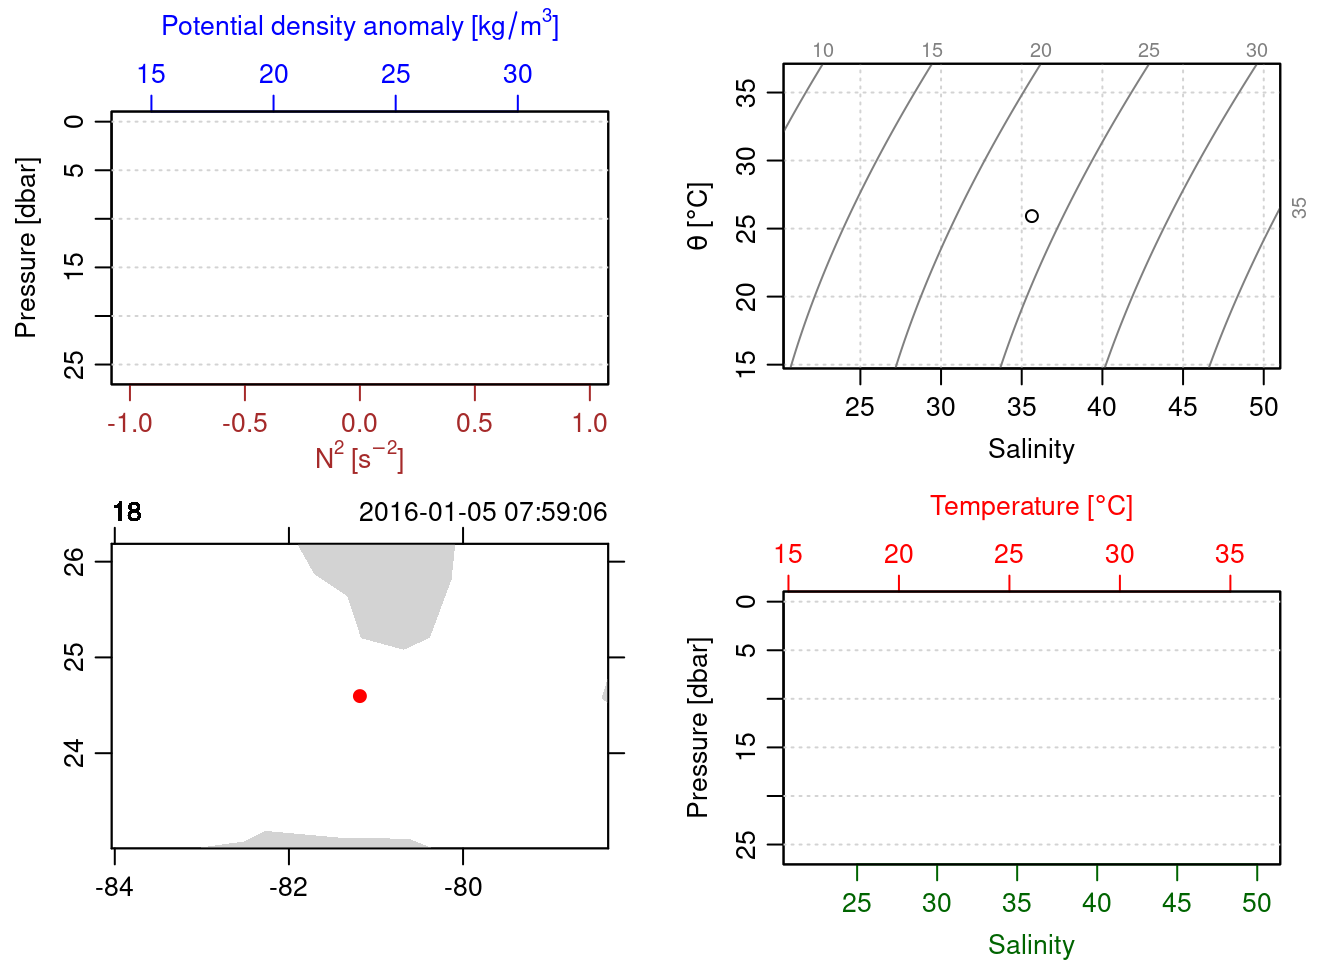 Potential density anomaly [kg/m³]
15 20 25 30
0
5
15
25
Pressure [dbar]
-1.0 -0.5 0.0 0.5 1.0
N² [s⁻²]
10 15 20 25 30
35
35
30
25
20
15
θ [°C]
25 30 35 40 45 50
Salinity
18 2016-01-05 07:59:06
26
25
24
-84 -82 -80
Temperature [°C]
15 20 25 30 35
0
5
15
25
Pressure [dbar]
25 30 35 40 45 50
Salinity